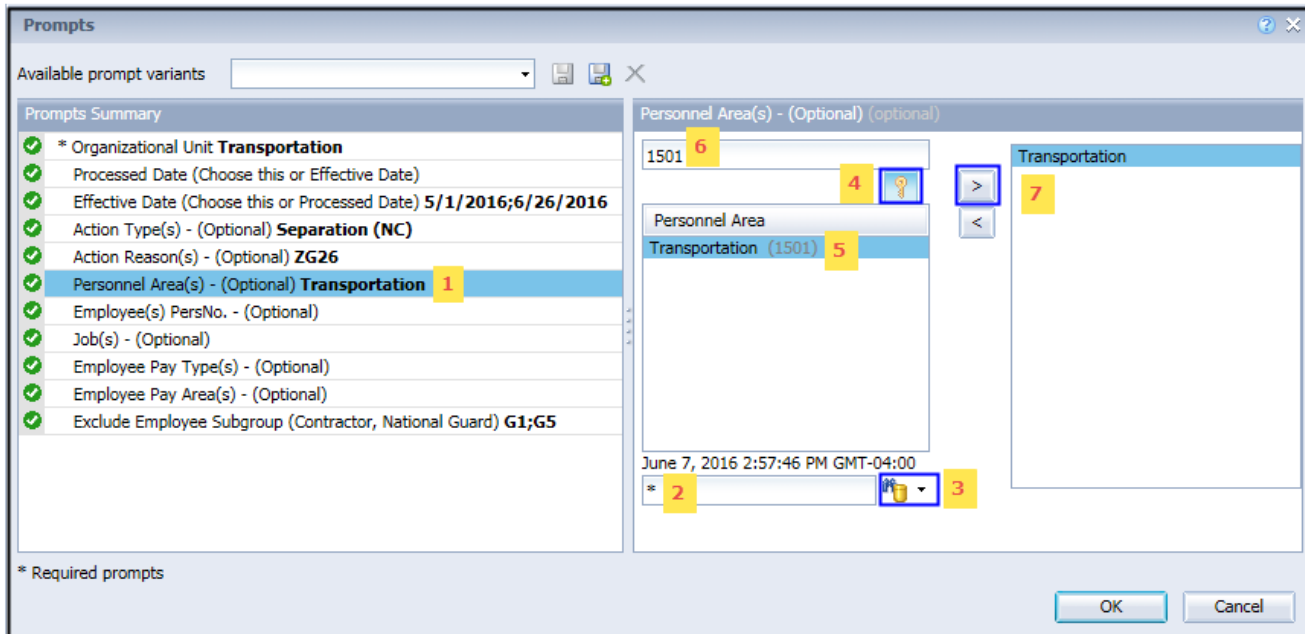 Prompts
Available prompt variants
Prompts Summary
* Organizational Unit Transportation
Processed Date (Choose this or Effective Date)
Effective Date (Choose this or Processed Date) 5/1/2016;6/26/2016
Action Type(s) - (Optional) Separation (NC)
Action Reason(s) - (Optional) ZG26
Personnel Area(s) - (Optional) Transportation 1
Employee(s) PersNo. - (Optional)
Job(s) - (Optional)
Employee Pay Type(s) - (Optional)
Employee Pay Area(s) - (Optional)
Exclude Employee Subgroup (Contractor, National Guard) G1;G5
Personnel Area(s) - (Optional) (optional)
1501 6
4
Personnel Area
Transportation (1501) 5
June 7, 2016 2:57:46 PM GMT-04:00
* 2
3
>
<
Transportation
7
* Required prompts
OK
Cancel